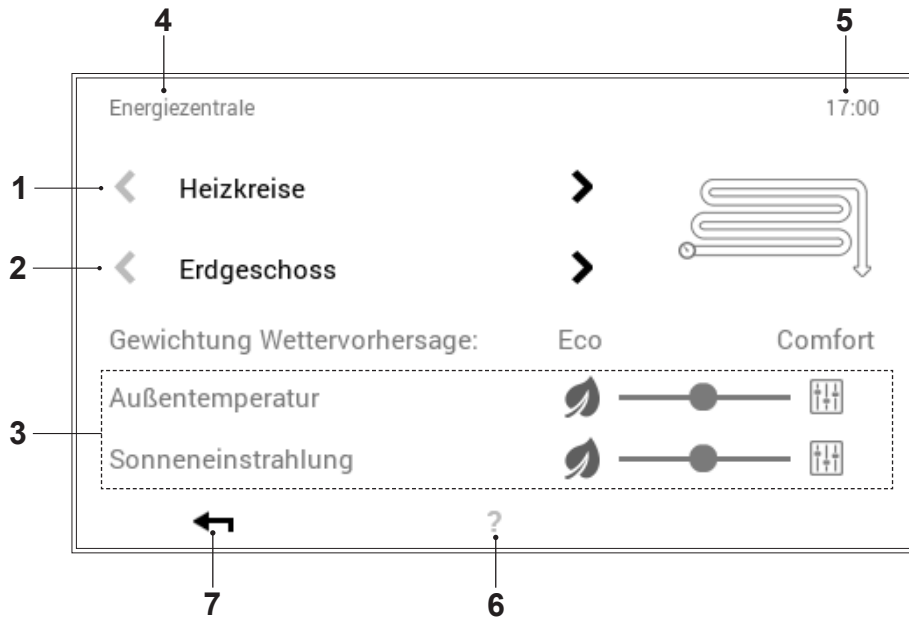 4 5
Energiezentrale 17:00
1 Heizkreise
2 Erdgeschoss
Gewichtung Wettervorhersage: Eco Comfort
Außentemperatur
3
Sonneneinstrahlung
?
7 6